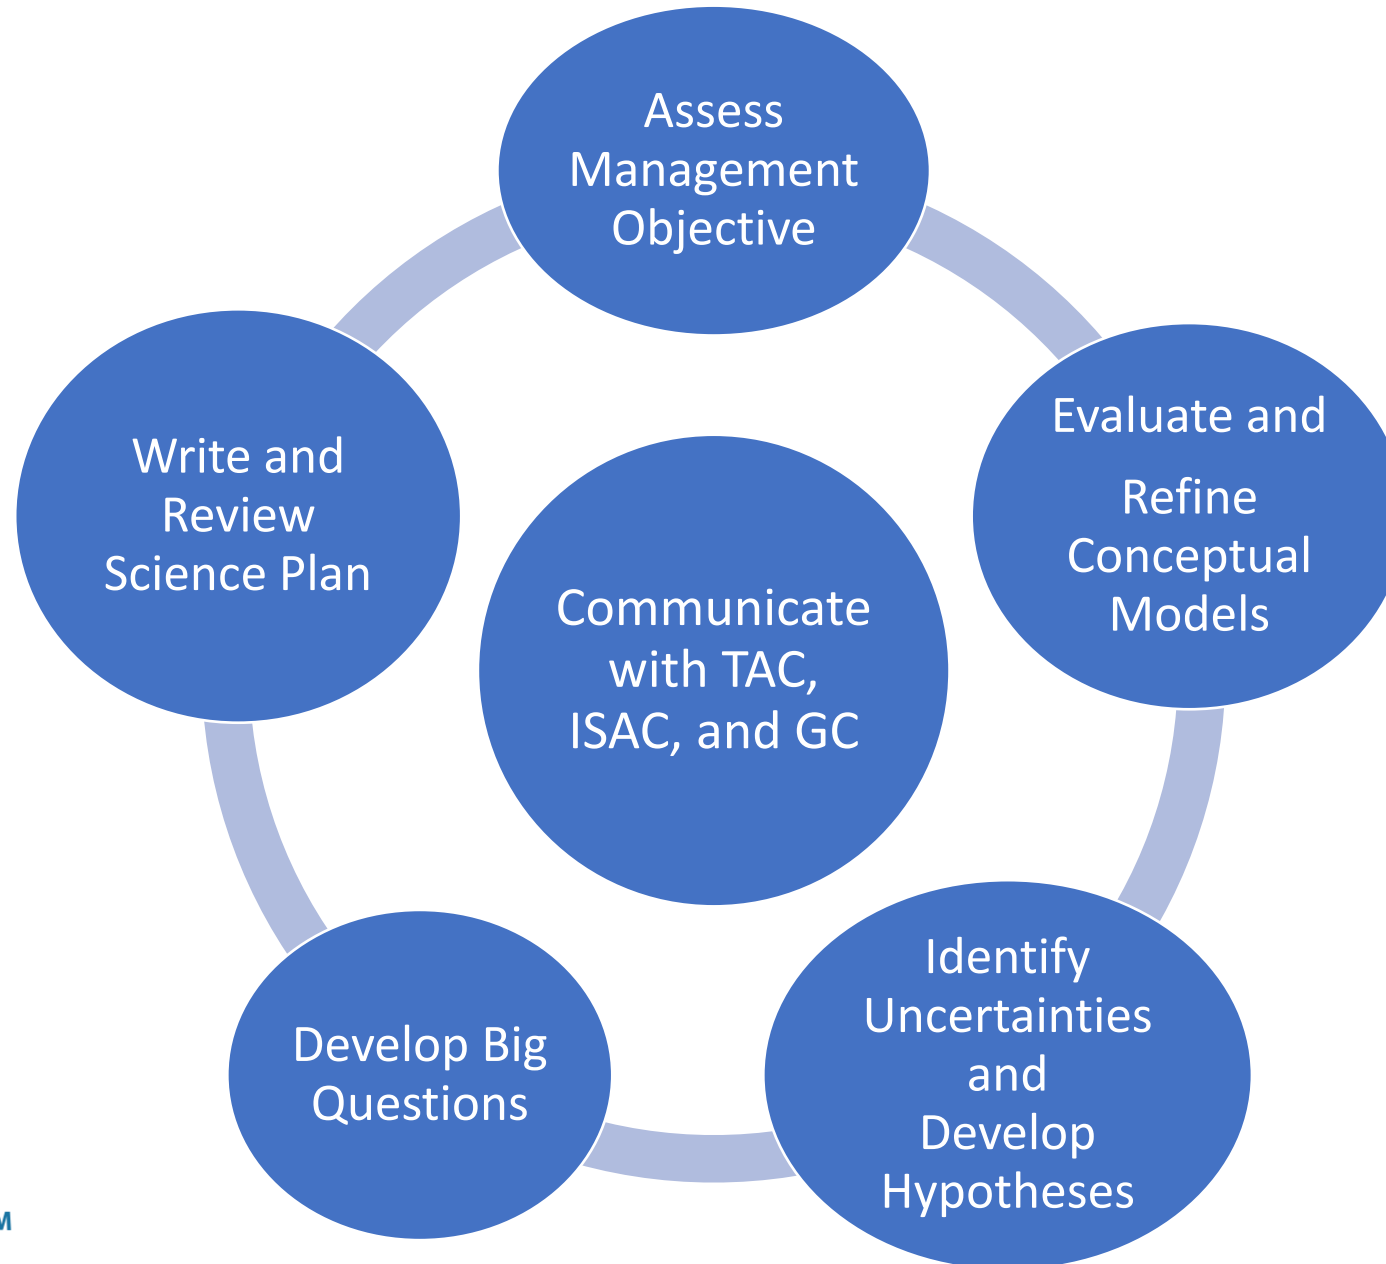 Assess
Management
Objective
Evaluate and
Refine
Conceptual
Models
Identify
Uncertainties
and
Develop
Hypotheses
Develop Big
Questions
Write and
Review
Science Plan
Communicate
with TAC,
ISAC, and GC
M